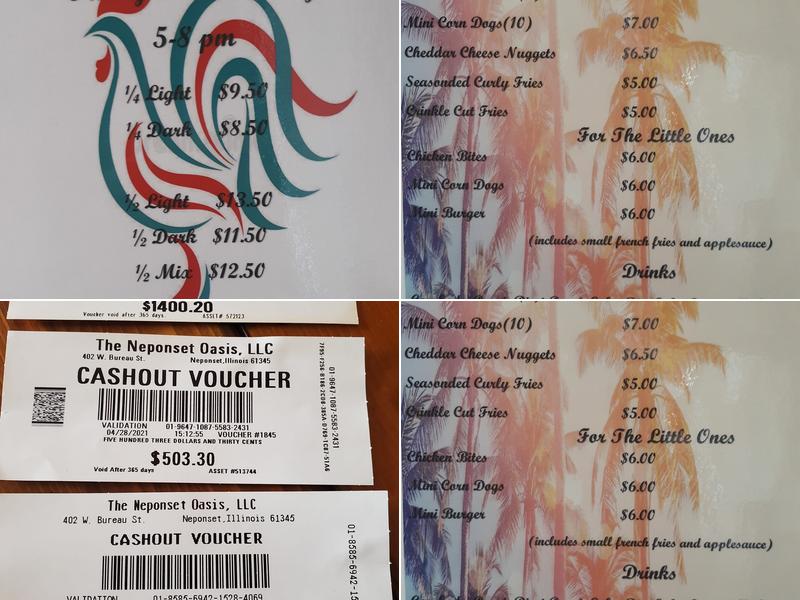 5-8 pm
¼ Light $9.50
¼ Dark $8.50
½ Light $13.50
½ Dark $11.50
½ Mix $12.50
Mini Corn Dogs(10) $7.00
Cheddar Cheese Nuggets $6.50
Seasonded Curly Fries $5.00
Crinkle Cut Fries $5.00
For The Little Ones
Chicken Bites $6.00
Mini Corn Dogs $6.00
Mini Burger $6.00
(includes small french fries and applesauce)
Drinks
$1400.20
Voucher void after 365 days ASSET# 572123
The Neponset Oasis, LLC
402 W. Bureau St. Neponset,Illinois 61345
CASHOUT VOUCHER
VALIDATION 01-9647-1087-5583-2431
04/28/2021 15:12:55 VOUCHER #1845
FIVE HUNDRED THREE DOLLARS AND THIRTY CENTS
$503.30
Void After 365 days ASSET #513744
01-9647-1087-5583-2431
The Neponset Oasis, LLC
402 W. Bureau St. Neponset,Illinois 61345
CASHOUT VOUCHER
VALIDATION 01-8585-6942-1528-4069
01-8585-6942-15
Mini Corn Dogs(10) $7.00
Cheddar Cheese Nuggets $6.50
Seasonded Curly Fries $5.00
Crinkle Cut Fries $5.00
For The Little Ones
Chicken Bites $6.00
Mini Corn Dogs $6.00
Mini Burger $6.00
(includes small french fries and applesauce)
Drinks